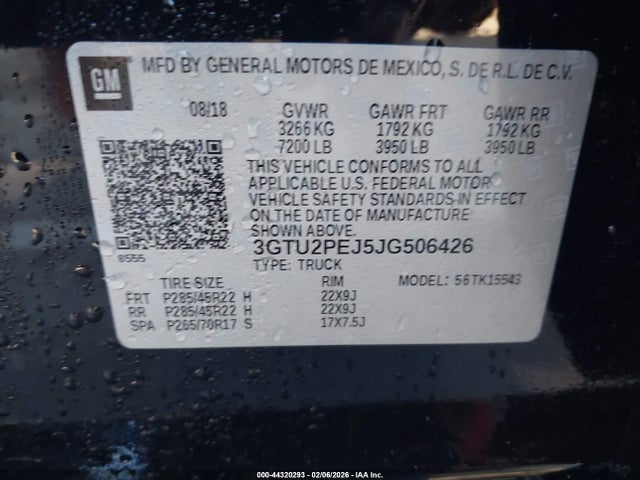 GM
MFD BY GENERAL MOTORS DE MEXICO, S. DE R.L. DE C.V.
08/18 GVWR GAWR FRT GAWR RR
3266 KG 1792 KG 1792 KG
7200 LB 3950 LB 3950 LB
THIS VEHICLE CONFORMS TO ALL
APPLICABLE U.S. FEDERAL MOTOR
VEHICLE SAFETY STANDARDS IN EFFECT
ON THE DATE OF MANUFACTURE
SHOWN ABOVE.
8555
3GTU2PEJ5JG506426
TYPE: TRUCK MODEL: 56TK15543
TIRE SIZE RIM
FRT P285/45R22 H 22X9J
RR P285/45R22 H 22X9J
SPA P265/70R17 S 17X7.5J
000-44320293 - 02/06/2026 - IAA Inc.